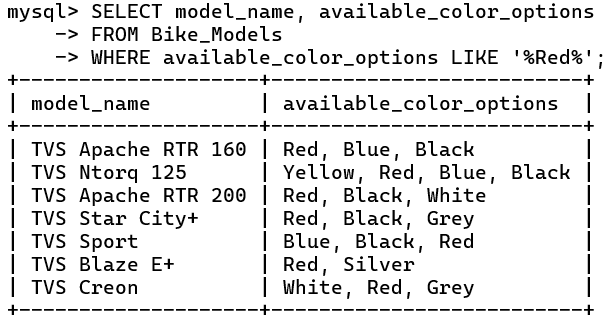 mysql> SELECT model_name, available_color_options
    -> FROM Bike_Models
    -> WHERE available_color_options LIKE '%Red%';
+--------------------+--------------------------+
| model_name         | available_color_options  |
+--------------------+--------------------------+
| TVS Apache RTR 160 | Red, Blue, Black         |
| TVS Ntorq 125      | Yellow, Red, Blue, Black |
| TVS Apache RTR 200 | Red, Black, White        |
| TVS Star City+     | Red, Black, Grey         |
| TVS Sport          | Blue, Black, Red         |
| TVS Blaze E+       | Red, Silver              |
| TVS Creon          | White, Red, Grey         |
+--------------------+--------------------------+